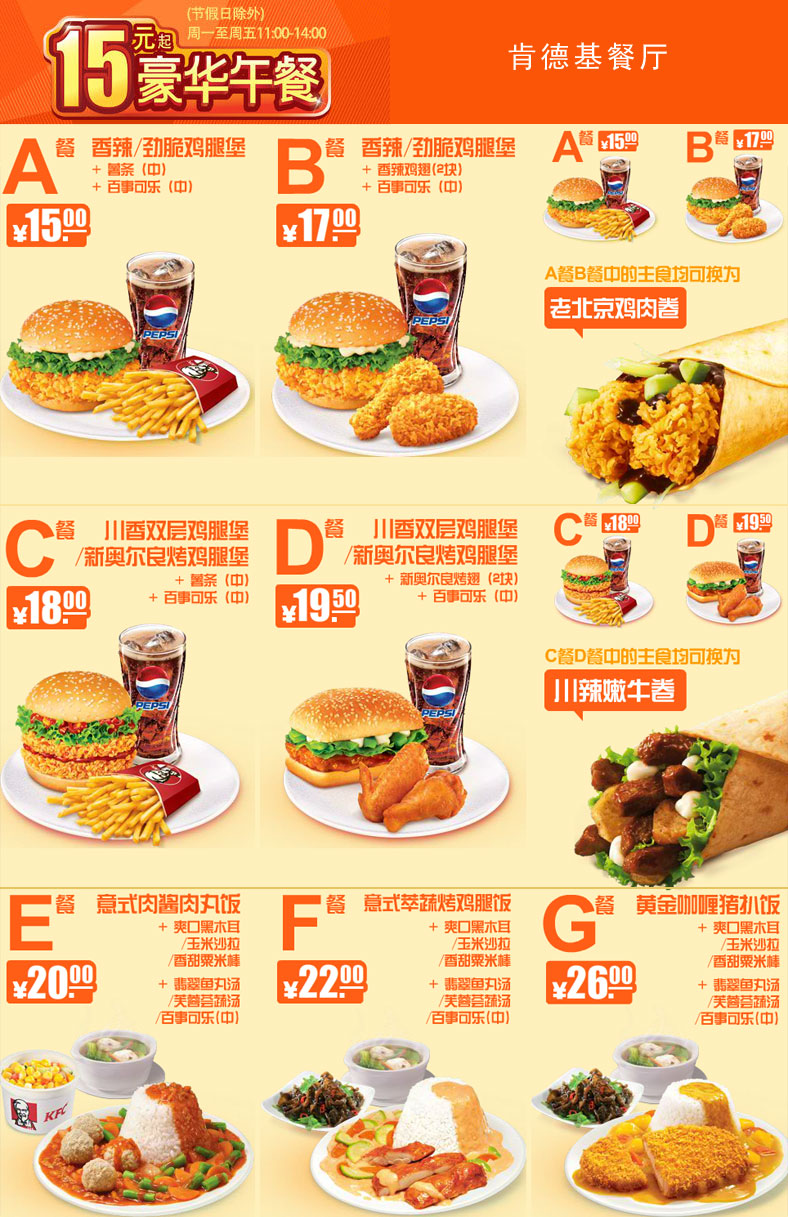 (节假日除外)
周一至周五11:00-14:00
15元起
豪华午餐
肯德基餐厅
A餐 香辣/劲脆鸡腿堡
+ 薯条 (中)
+ 百事可乐 (中)
¥15.00
PEPSI
B餐 香辣/劲脆鸡腿堡
+ 香辣鸡翅(2块)
+ 百事可乐 (中)
¥17.00
PEPSI
A餐 ¥15.00
B餐 ¥17.00
A餐B餐中的主食均可换为
老北京鸡肉卷
C餐 川香双层鸡腿堡
/新奥尔良烤鸡腿堡
+ 薯条 (中)
+ 百事可乐 (中)
¥18.00
PEPSI
D餐 川香双层鸡腿堡
/新奥尔良烤鸡腿堡
+ 新奥尔良烤翅 (2块)
+ 百事可乐 (中)
¥19.50
PEPSI
C餐 ¥18.00
D餐 ¥19.50
C餐D餐中的主食均可换为
川辣嫩牛卷
E餐 意式肉酱肉丸饭
+ 爽口黑木耳
/玉米沙拉
/香甜粟米棒
¥20.00
+ 翡翠鱼丸汤
/芙蓉荟蔬汤
/百事可乐(中)
KFC
F餐 意式萃蔬烤鸡腿饭
+ 爽口黑木耳
/玉米沙拉
/香甜粟米棒
¥22.00
+ 翡翠鱼丸汤
/芙蓉荟蔬汤
/百事可乐(中)
G餐 黄金咖喱猪扒饭
+ 爽口黑木耳
/玉米沙拉
/香甜粟米棒
¥26.00
+ 翡翠鱼丸汤
/芙蓉荟蔬汤
/百事可乐(中)